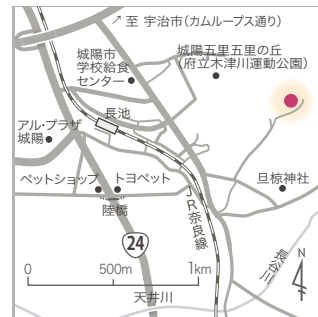 ↗至 宇治市(カムループス通り)
城陽市
学校給食
センター
城陽五里五里の丘
(府立木津川運動公園)
長池
アル・プラザ
城陽
ペットショップ
トヨペット
陸橋
旦椋神社
JR奈良線
24
長谷川
N
0 500m 1km
天井川